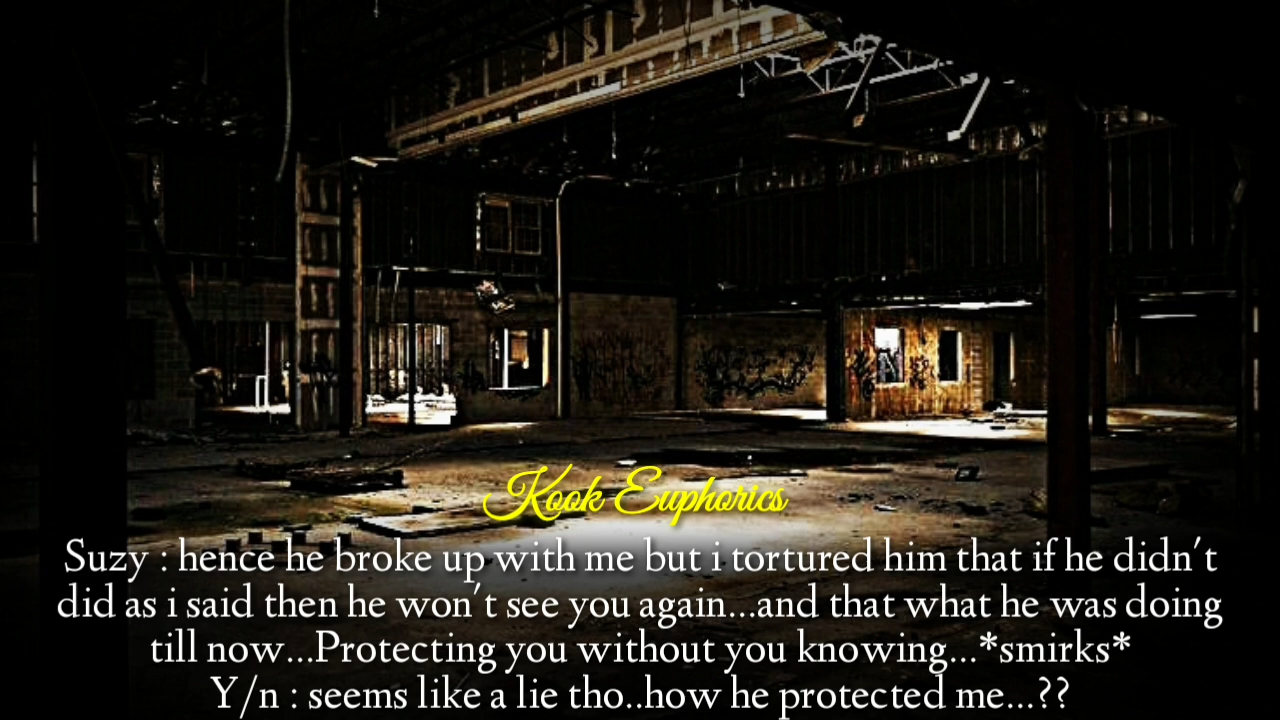 Kook Euphorics
Suzy : hence he broke up with me but i tortured him that if he didn't
did as i said then he won't see you again...and that what he was doing
till now...Protecting you without you knowing...*smirks*
Y/n : seems like a lie tho..how he protected me...??